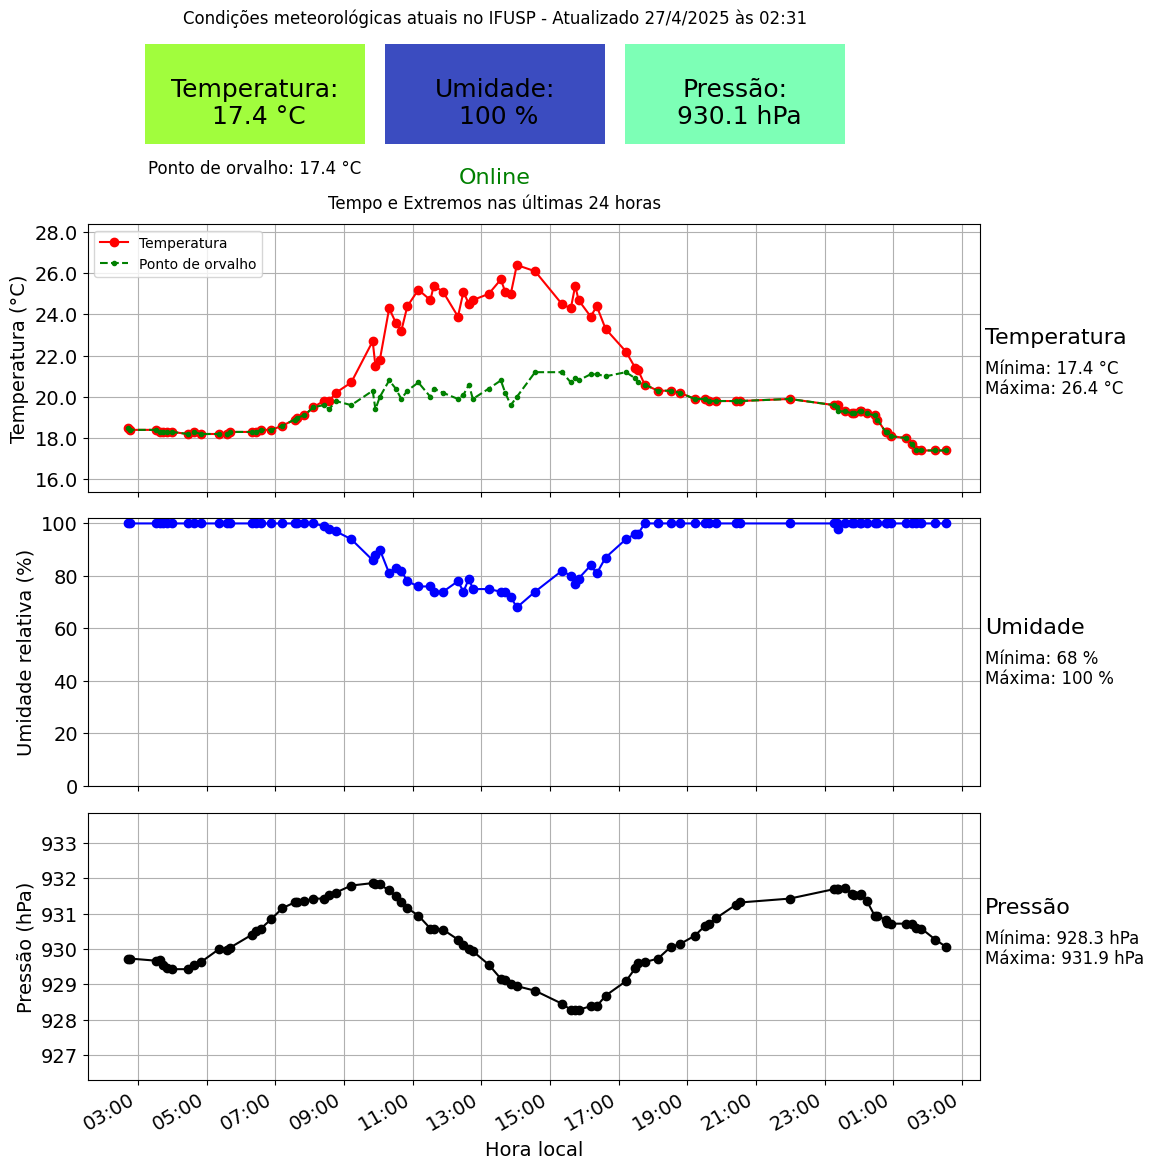 Condições meteorológicas atuais no IFUSP - Atualizado 27/4/2025 às 02:31
Temperatura:
17.4 °C
Umidade:
100 %
Pressão:
930.1 hPa
Ponto de orvalho: 17.4 °C
Online
Tempo e Extremos nas últimas 24 horas
Temperatura (°C)
28.0
26.0
24.0
22.0
20.0
18.0
16.0
Temperatura
Ponto de orvalho
Temperatura
Mínima: 17.4 °C
Máxima: 26.4 °C
Umidade relativa (%)
100
80
60
40
20
0
Umidade
Mínima: 68 %
Máxima: 100 %
Pressão (hPa)
933
932
931
930
929
928
927
Pressão
Mínima: 928.3 hPa
Máxima: 931.9 hPa
03:00 05:00 07:00 09:00 11:00 13:00 15:00 17:00 19:00 21:00 23:00 01:00 03:00
Hora local